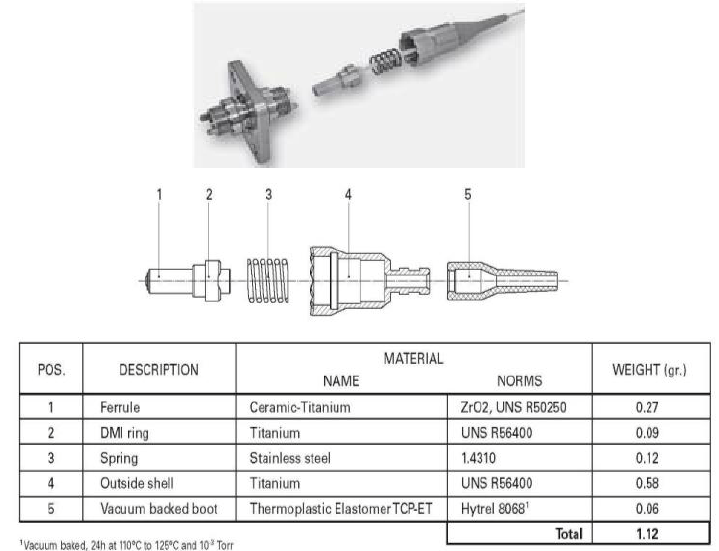 1 2 3 4 5
POS. DESCRIPTION MATERIAL WEIGHT (gr.)
NAME NORMS
1 Ferrule Ceramic-Titanium ZrO2, UNS R50250 0.27
2 DMI ring Titanium UNS R56400 0.09
3 Spring Stainless steel 1.4310 0.12
4 Outside shell Titanium UNS R56400 0.58
5 Vacuum backed boot Thermoplastic Elastomer TCP-ET Hytrel 8068¹ 0.06
Total 1.12
¹Vacuum baked, 24h at 110°C to 125°C and 10⁻³ Torr